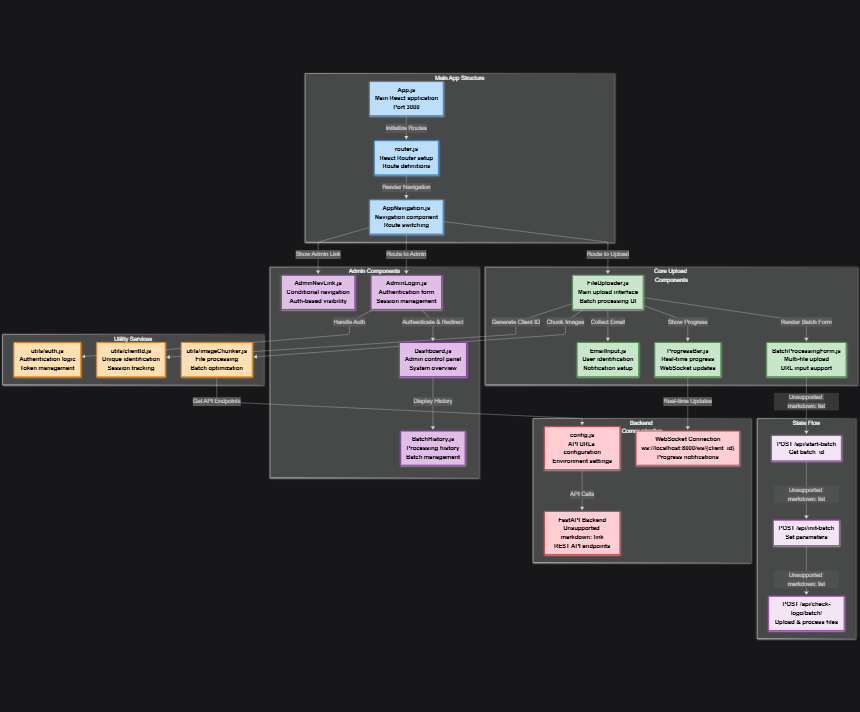 Main App Structure
App.js
Main React application
Port 3000
Initialize Routes
router.js
React Router setup
Route definitions
Render Navigation
AppNavigation.js
Navigation component
Route switching
Show Admin Link
Route to Admin
Route to Upload
Admin Components
AdminNavLink.js
Conditional navigation
Auth-based visibility
AdminLogin.js
Authentication form
Session management
Handle Auth
Authenticate & Redirect
Dashboard.js
Admin control panel
System overview
Display History
BatchHistory.js
Processing history
Batch management
Core Upload
Components
FileUploader.js
Main upload interface
Batch processing UI
Generate Client ID
Chunk Images
Collect Email
Show Progress
Render Batch Form
EmailInput.js
User identification
Notification setup
ProgressBar.js
Real-time progress
WebSocket updates
BatchProcessingForm.js
Multi-file upload
URL input support
Utility Services
utils/auth.js
Authentication logic
Token management
utils/clientId.js
Unique identification
Session tracking
utils/imageChunker.js
File processing
Batch optimization
Get API Endpoints
Real-time Updates
Unsupported
markdown: list
Backend
config.js
API URLs
configuration
Environment settings
WebSocket Connection
ws://localhost:8000/ws/{client_id}
Progress notifications
API Calls
FastAPI Backend
Unsupported
markdown: link
REST API endpoints
State Flow
POST /api/start-batch
Get batch_id
Unsupported
markdown: list
POST /api/init-batch
Set parameters
Unsupported
markdown: list
POST /api/check-
logo/batch/
Upload & process files